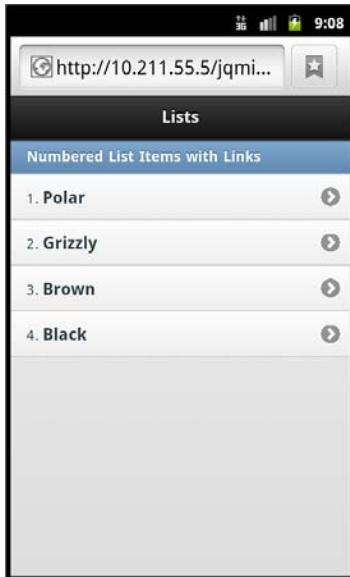 3G 9:08
http://10.211.55.5/jqmi...
Lists
Numbered List Items with Links
1. Polar
2. Grizzly
3. Brown
4. Black